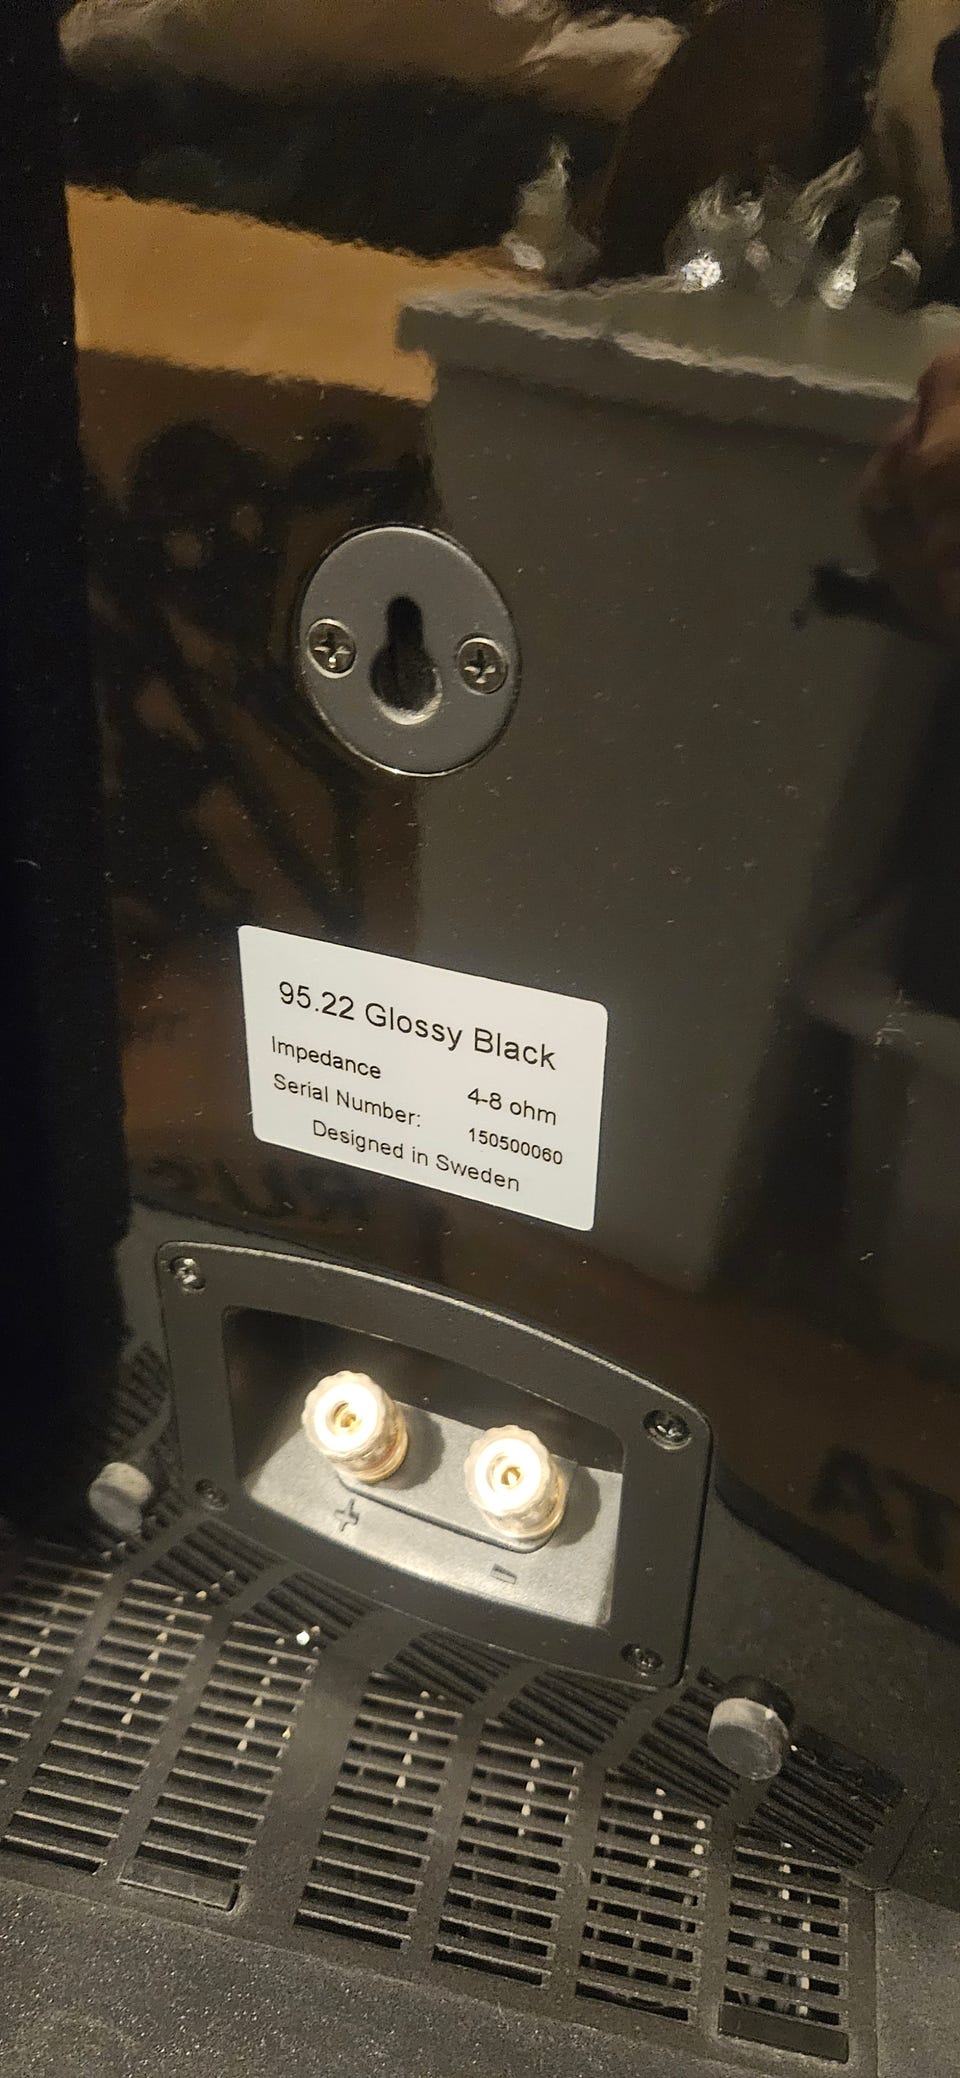 95.22 Glossy Black
Impedance 4-8 ohm
Serial Number: 150500060
Designed in Sweden
+
-